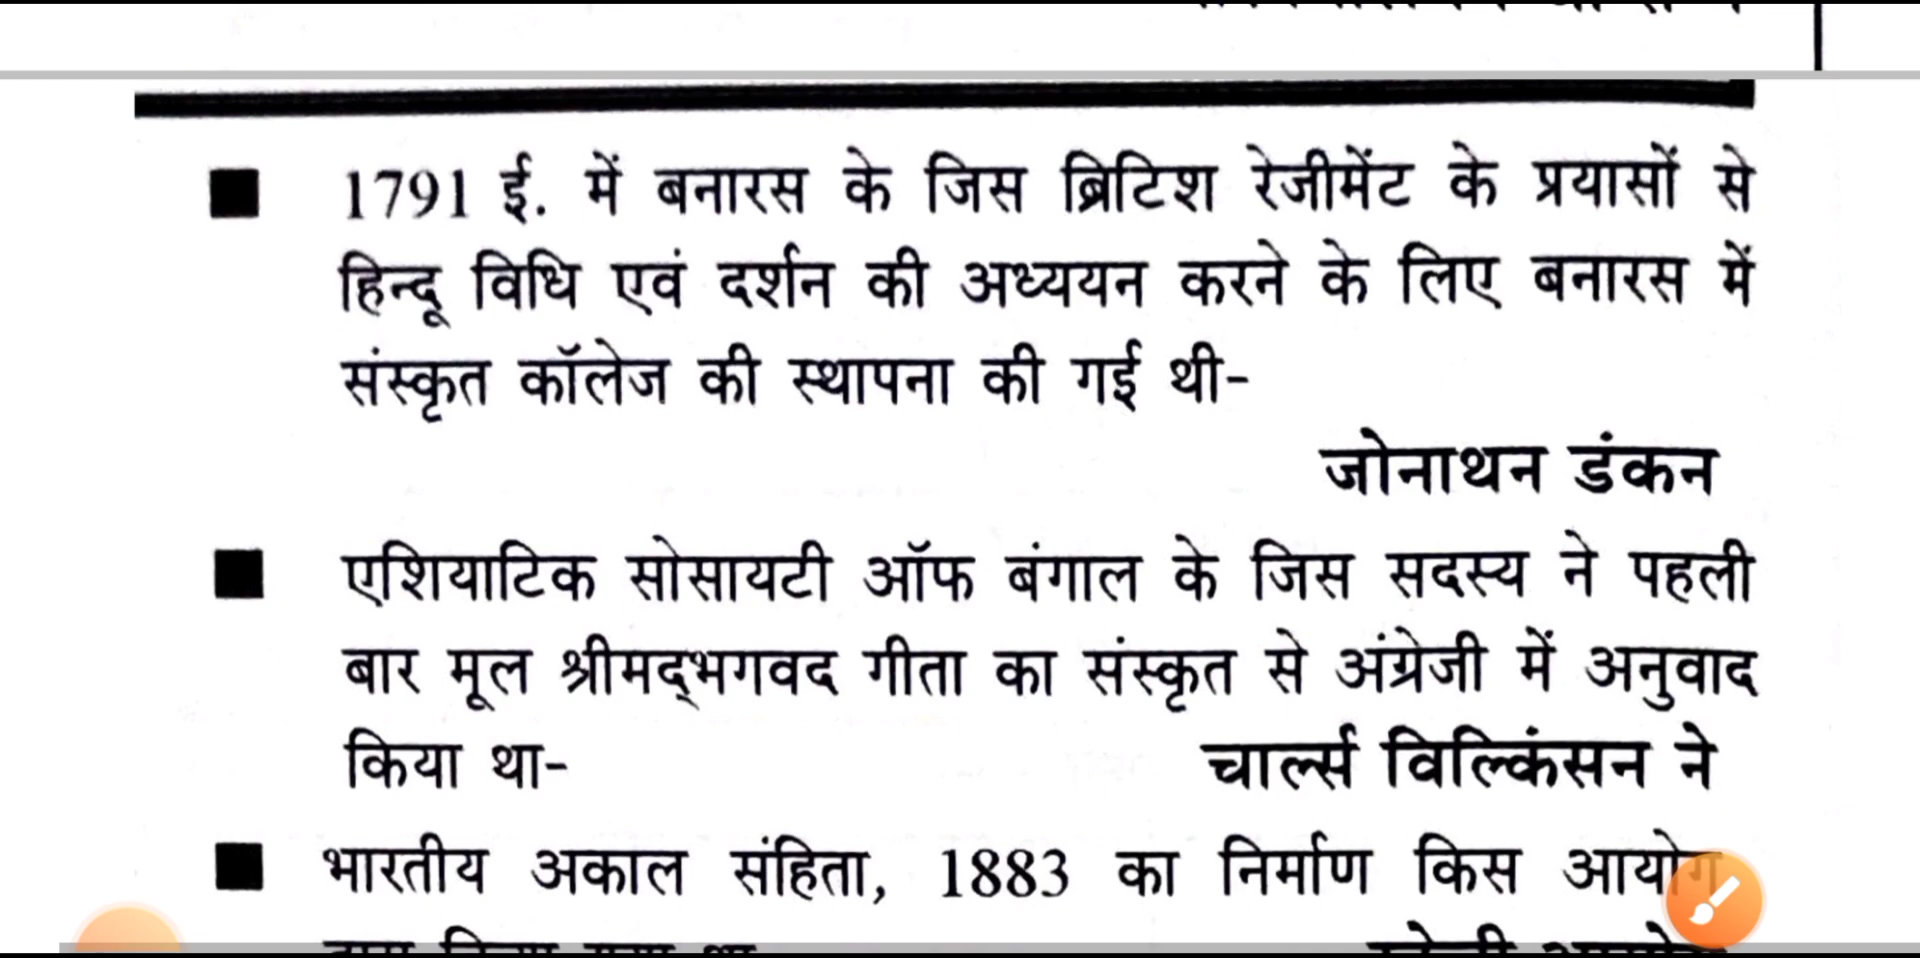 ■ 1791 ई. में बनारस के जिस ब्रिटिश रेजीमेंट के प्रयासों से
हिन्दू विधि एवं दर्शन की अध्ययन करने के लिए बनारस में
संस्कृत कॉलेज की स्थापना की गई थी-
जोनाथन डंकन
■ एशियाटिक सोसायटी ऑफ बंगाल के जिस सदस्य ने पहली
बार मूल श्रीमद्‌भगवद गीता का संस्कृत से अंग्रेजी में अनुवाद
किया था- चार्ल्स विल्किंसन ने
■ भारतीय अकाल संहिता, 1883 का निर्माण किस आयोग